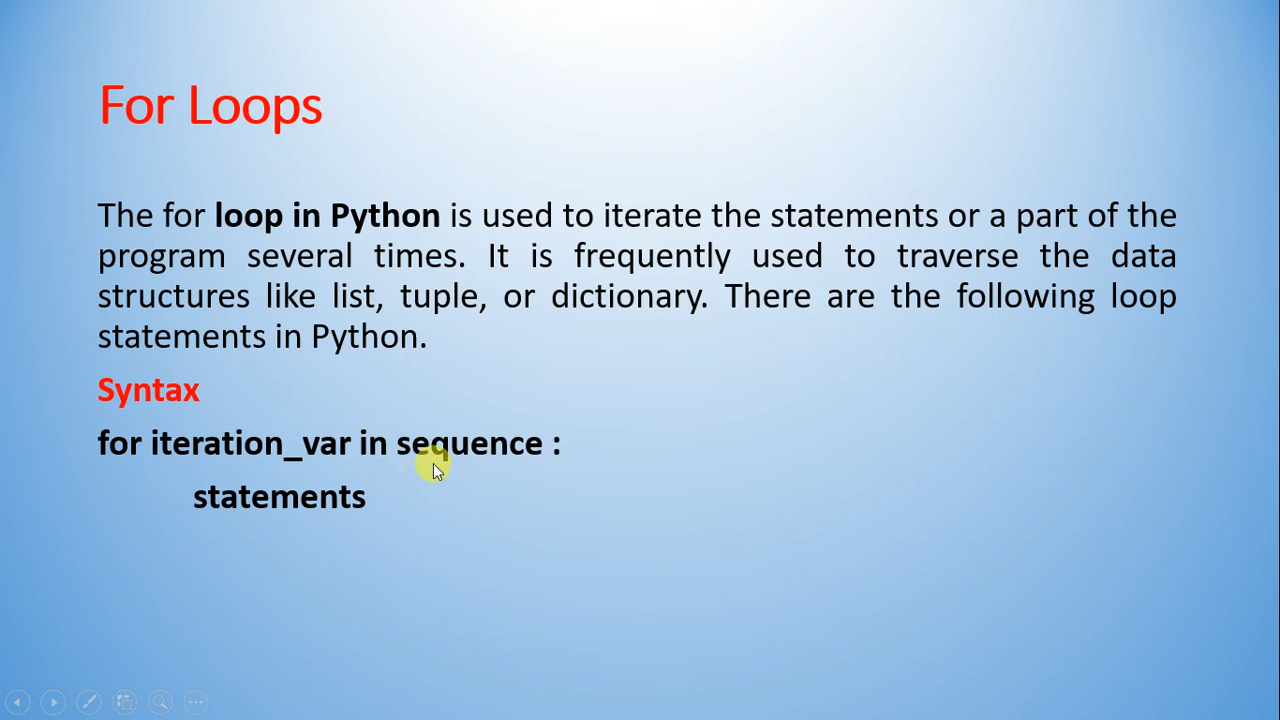 For Loops
The for loop in Python is used to iterate the statements or a part of the
program several times. It is frequently used to traverse the data
structures like list, tuple, or dictionary. There are the following loop
statements in Python.
Syntax
for iteration_var in sequence :
statements